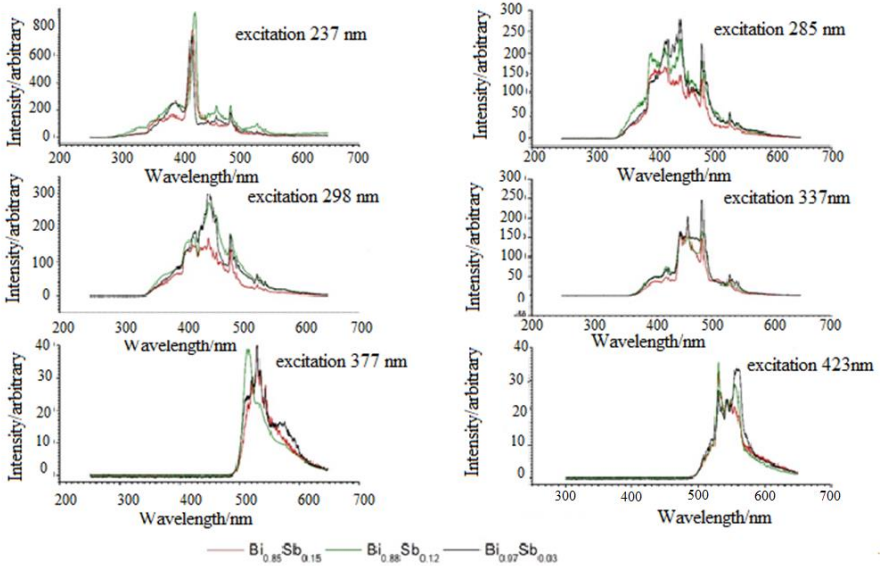 excitation 237 nm
Intensity/arbitrary
800
600
400
200
0
200 300 400 500 600 700
Wavelength/nm
excitation 285 nm
Intensity/arbitrary
300
250
200
150
100
50
0
200 300 400 500 600 700
Wavelength/nm
excitation 298 nm
Intensity/arbitrary
300
200
100
0
200 300 400 500 600 700
Wavelength/nm
excitation 337nm
Intensity/arbitrary
300
250
200
150
100
50
0
200 300 400 500 600 700
Wavelength/nm
excitation 377 nm
Intensity/arbitrary
40
30
20
10
0
200 300 400 500 600 700
Wavelength/nm
excitation 423nm
Intensity/arbitrary
30
20
10
0
300 400 500 600 700
Wavelength/nm
Bi0.85Sb0.15 Bi0.88Sb0.12 Bi0.97Sb0.03